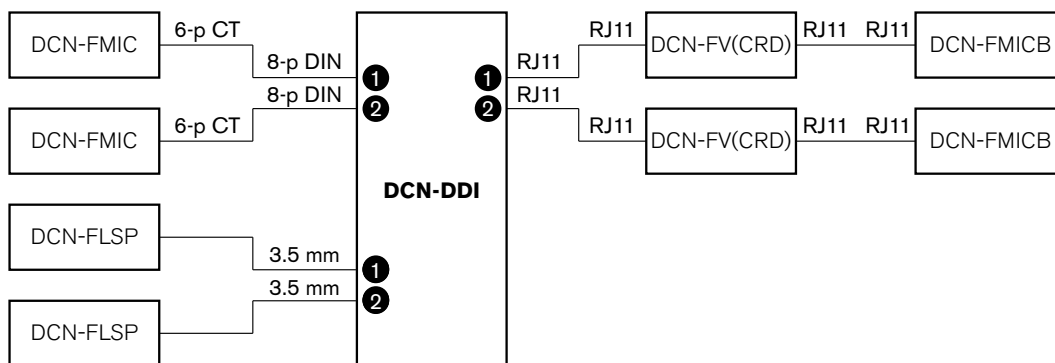 DCN-FMIC
6-p CT
8-p DIN
1
8-p DIN
2
6-p CT
DCN-FMIC
DCN-DDI
DCN-FLSP
3.5 mm
1
3.5 mm
2
DCN-FLSP
1
RJ11
RJ11
DCN-FV(CRD)
RJ11
RJ11
DCN-FMICB
2
RJ11
RJ11
DCN-FV(CRD)
RJ11
RJ11
DCN-FMICB